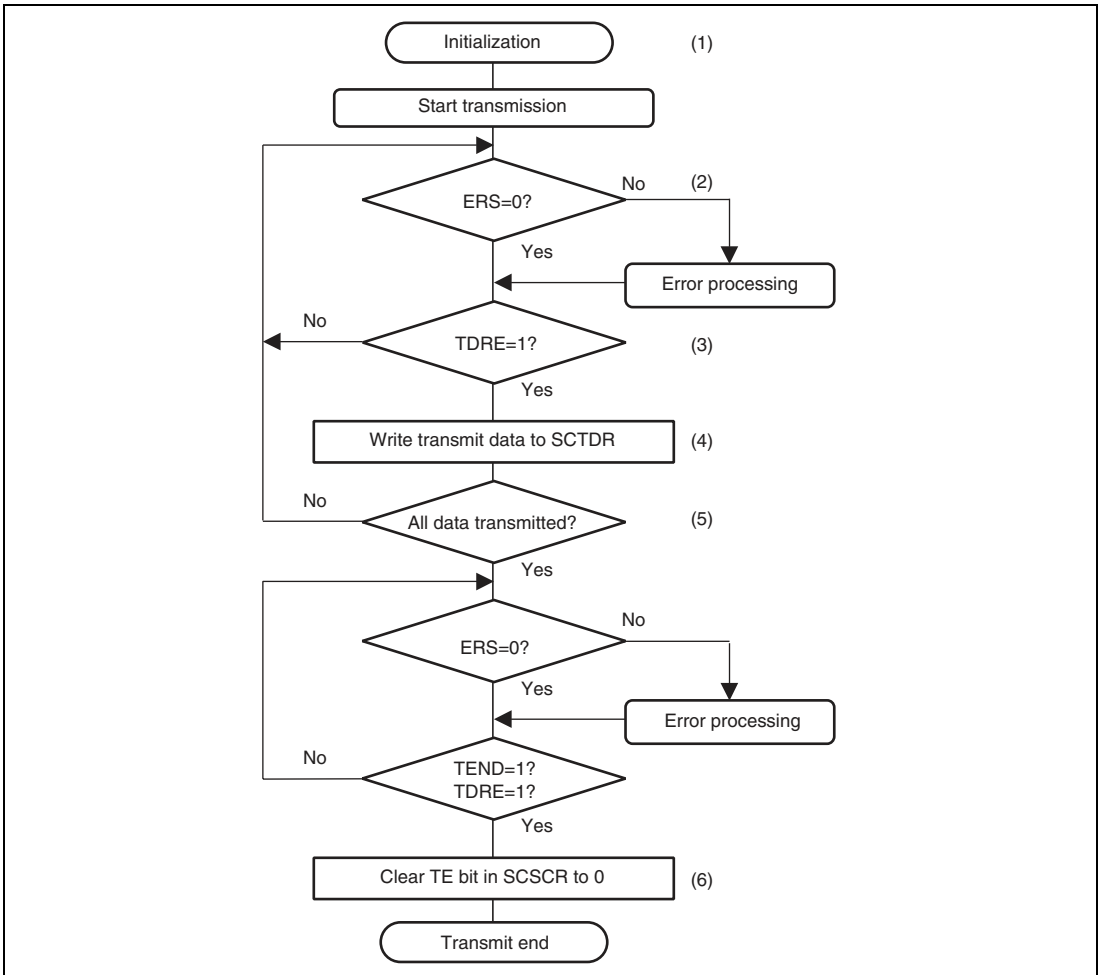 Initialization
(1)
Start transmission
ERS=0?
No
(2)
Yes
Error processing
No
TDRE=1?
(3)
Yes
Write transmit data to SCTDR
(4)
No
All data transmitted?
(5)
Yes
ERS=0?
No
Yes
Error processing
No
TEND=1?
TDRE=1?
Yes
Clear TE bit in SCSCR to 0
(6)
Transmit end